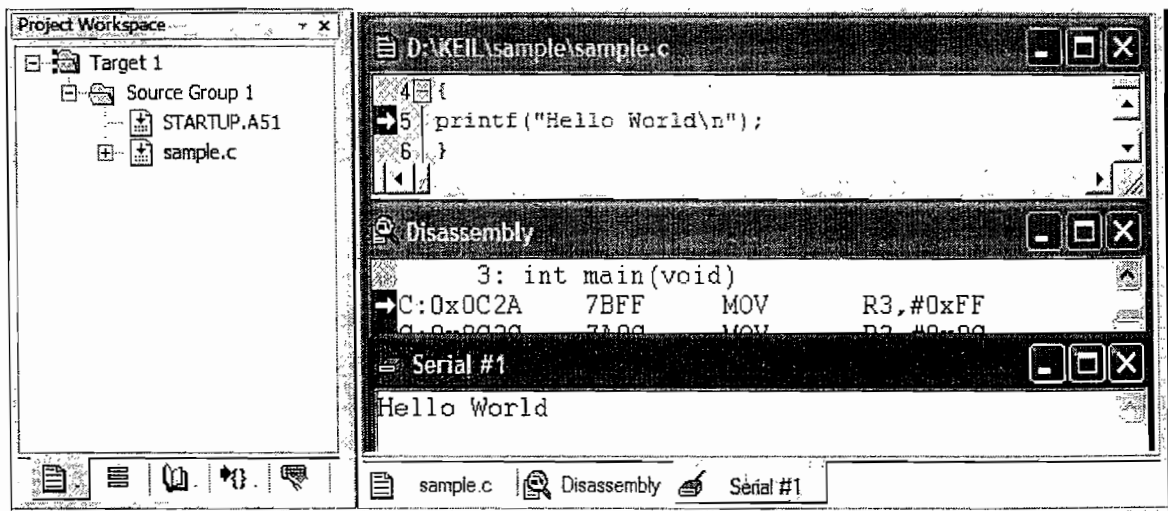 Project Workspace
Target 1
Source Group 1
STARTUP.A51
sample.c
D:\KEIL\sample\sample.c
4 {
5 printf("Hello World\n");
6 }
Disassembly
3: int main(void)
C:0x0C2A 7BFF MOV R3,#0xFF
MOV
Serial #1
Hello World
sample.c Disassembly Serial #1